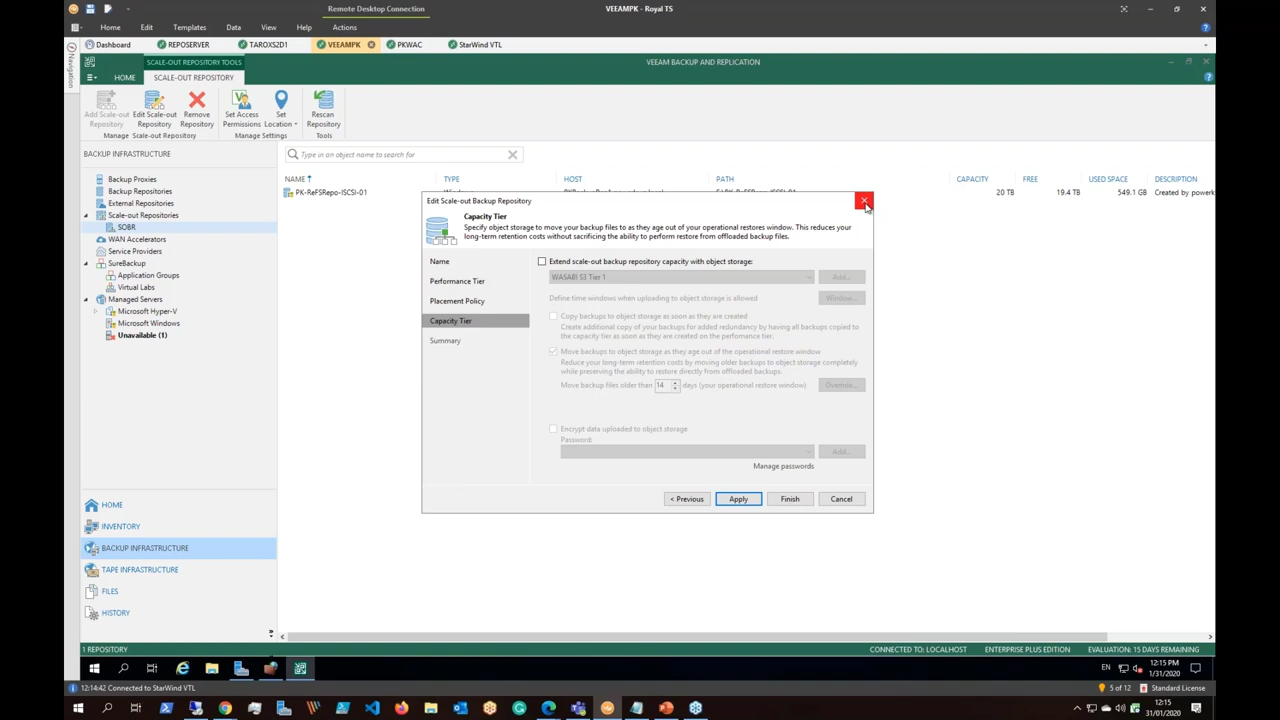 Remote Desktop Connection
VEEAMPK - Royal TS
Home Edit Templates Data View Help Actions
Dashboard REPOSERVER TAROXS2D1 VEEAMPK PKWAC StarWind VTL
Navigation
SCALE-OUT REPOSITORY TOOLS
VEEAM BACKUP AND REPLICATION
HOME SCALE-OUT REPOSITORY
Add Scale-out Edit Scale-out Remove Set Access Set Rescan
Repository Repository Repository Permissions Location Repository
Manage Scale-out Repository Manage Settings Tools
BACKUP INFRASTRUCTURE
Type in an object name to search for
Backup Proxies
Backup Repositories
External Repositories
Scale-out Repositories
SOBR
WAN Accelerators
Service Providers
SureBackup
Application Groups
Virtual Labs
Managed Servers
Microsoft Hyper-V
Microsoft Windows
Unavailable (1)
NAME TYPE HOST PATH CAPACITY FREE USED SPACE DESCRIPTION
PK-ReFSRepo-ISCSI-01 20 TB 19.4 TB 549.1 GB Created by powerk
Edit Scale-out Backup Repository
Capacity Tier
Specify object storage to move your backup files to as they age out of your operational restores window. This reduces your
long-term retention costs without sacrificing the ability to perform restore from offloaded backup files.
Name
Performance Tier
Placement Policy
Capacity Tier
Summary
Extend scale-out backup repository capacity with object storage:
WASABI S3 Tier 1 Add...
Define time windows when uploading to object storage is allowed Window...
Copy backups to object storage as soon as they are created
Create additional copy of your backups for added redundancy by having all backups copied
to the capacity tier as soon as they are created on the perfomance tier.
Move backups to object storage as they age out of the operational restore window
Reduce your long-term retention costs by moving older backups to object storage completely
while preserving the ability to restore directly from offloaded backups.
Move backup files older than 14 days (your operational restore window) Override...
Encrypt data uploaded to object storage
Password:
Add...
Manage passwords
< Previous Apply Finish Cancel
HOME
INVENTORY
BACKUP INFRASTRUCTURE
TAPE INFRASTRUCTURE
FILES
HISTORY
1 REPOSITORY CONNECTED TO: LOCALHOST ENTERPRISE PLUS EDITION EVALUATION: 15 DAYS REMAINING
EN 12:15 PM
1/31/2020
12:14:42 Connected to StarWind VTL 5 of 12 Standard License
12:15
31/01/2020